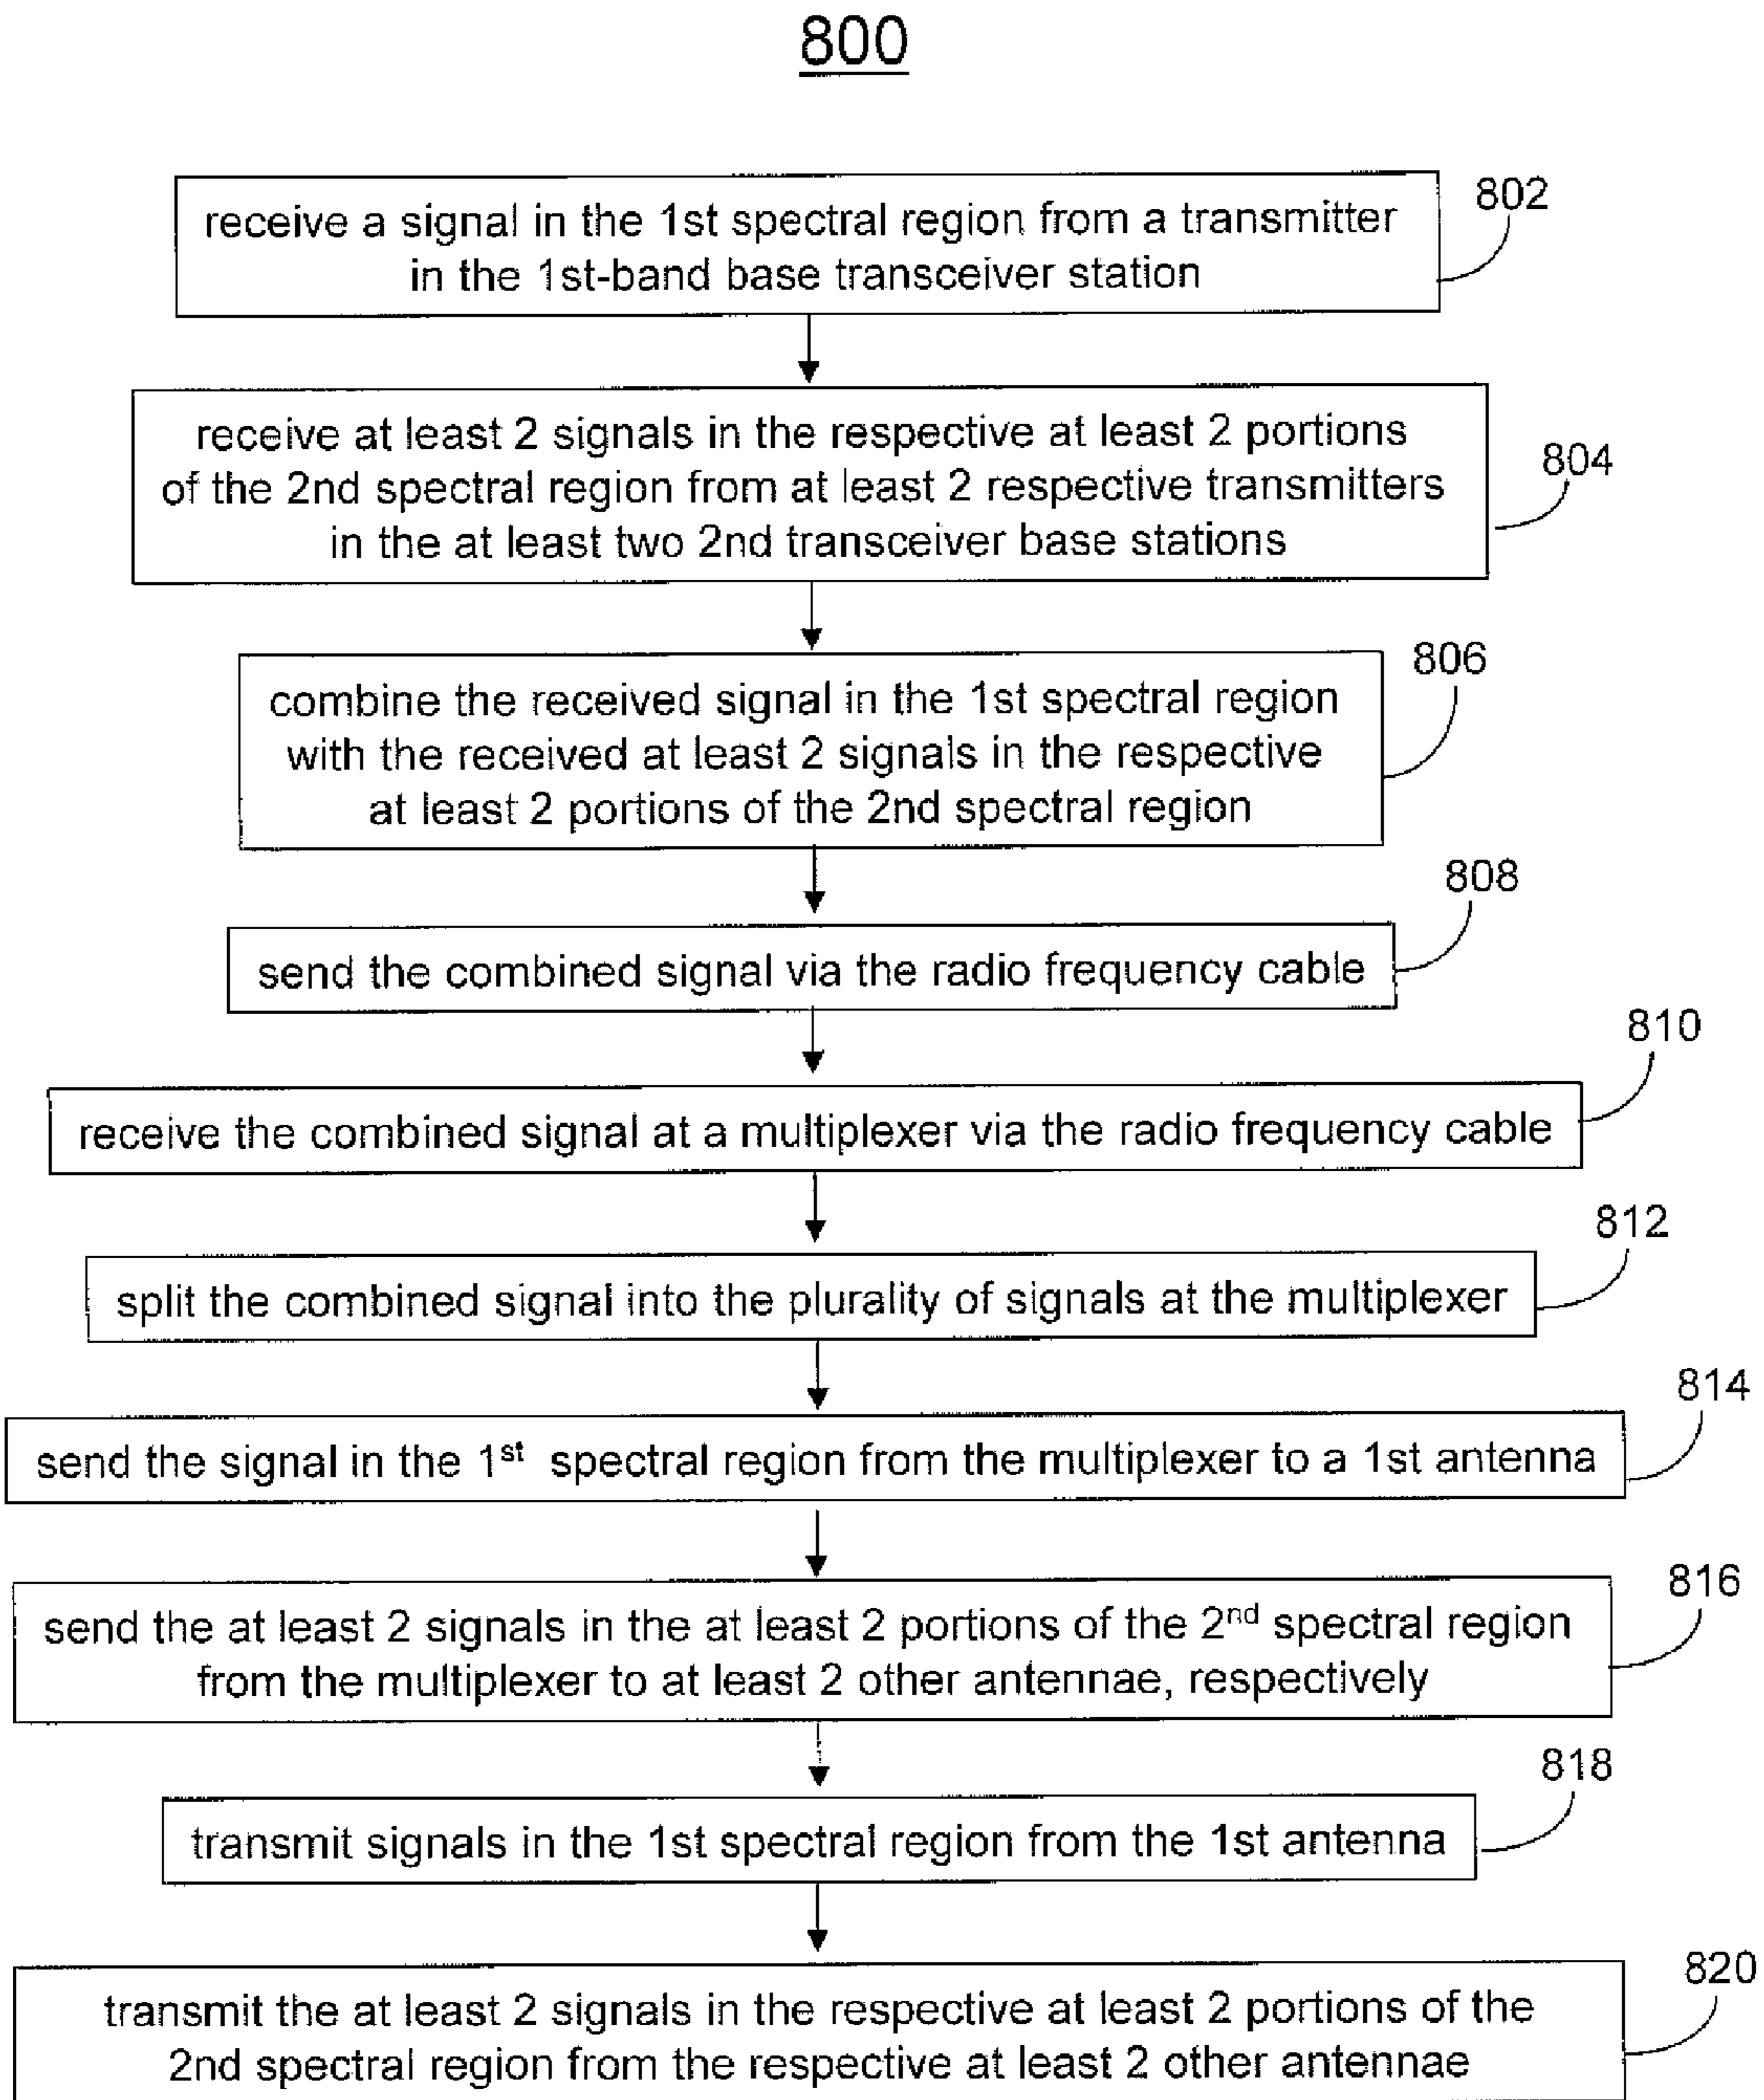 800
receive a signal in the 1st spectral region from a transmitter
in the 1st-band base transceiver station
802
receive at least 2 signals in the respective at least 2 portions
of the 2nd spectral region from at least 2 respective transmitters
in the at least two 2nd transceiver base stations
804
combine the received signal in the 1st spectral region
with the received at least 2 signals in the respective
at least 2 portions of the 2nd spectral region
806
send the combined signal via the radio frequency cable
808
receive the combined signal at a multiplexer via the radio frequency cable
810
split the combined signal into the plurality of signals at the multiplexer
812
send the signal in the 1st spectral region from the multiplexer to a 1st antenna
814
send the at least 2 signals in the at least 2 portions of the 2nd spectral region
from the multiplexer to at least 2 other antennae, respectively
816
transmit signals in the 1st spectral region from the 1st antenna
818
transmit the at least 2 signals in the respective at least 2 portions of the
2nd spectral region from the respective at least 2 other antennae
820